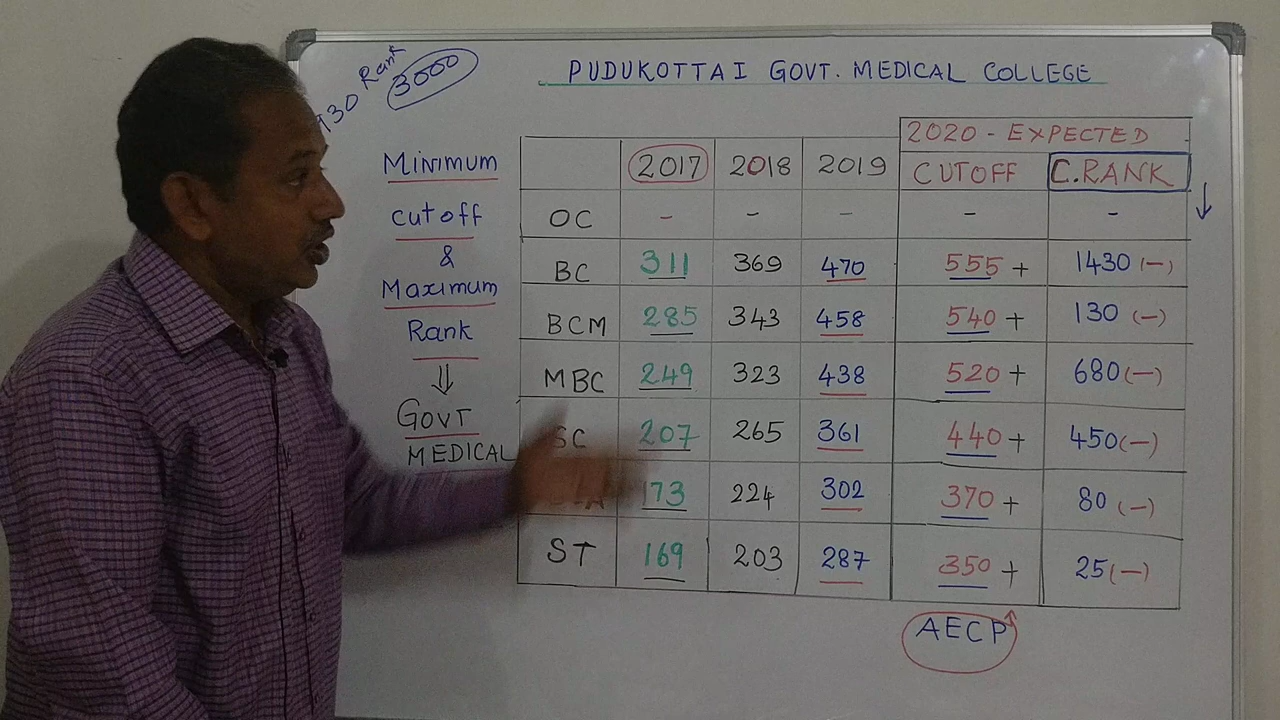 Rank
3000
PUDUKOTTAI GOVT. MEDICAL COLLEGE
Minimum
cutoff
&
Maximum
Rank
⇓
GOVT
MEDICAL
2020 - EXPECTED
2017 2018 2019 CUTOFF C.RANK
OC - - - - -
BC 311 369 470 555 + 1430 (-)
BCM 285 343 458 540 + 130 (-)
MBC 249 323 438 520 + 680 (-)
SC 207 265 361 440 + 450 (-)
173 224 302 370 + 80 (-)
ST 169 203 287 350 + 25 (-)
AECP